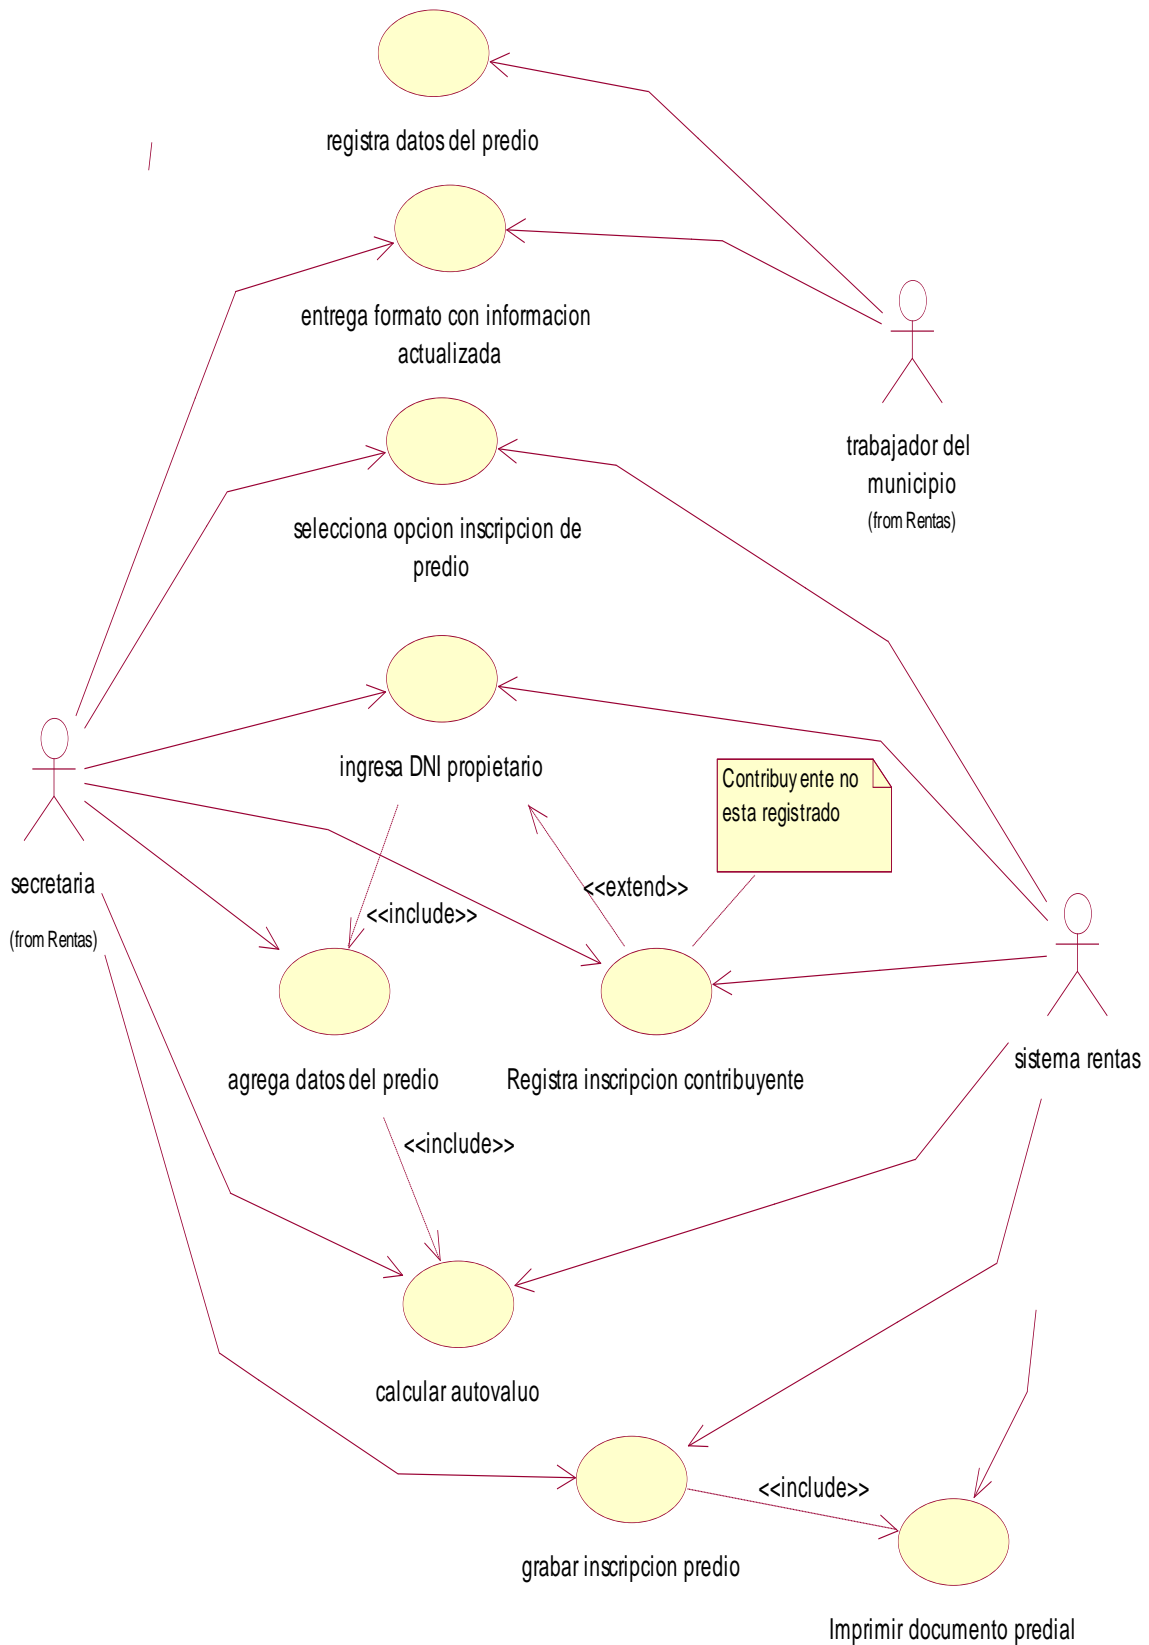 registra datos del predio
entrega formato con informacion
actualizada
trabajador del
municipio
(from Rentas)
selecciona opcion inscripcion de
predio
ingresa DNI propietario
Contribuyente no
esta registrado
secretaria
(from Rentas)
<<extend>>
<<include>>
sistema rentas
agrega datos del predio
Registra inscripcion contribuyente
<<include>>
calcular autovaluo
<<include>>
grabar inscripcion predio
Imprimir documento predial